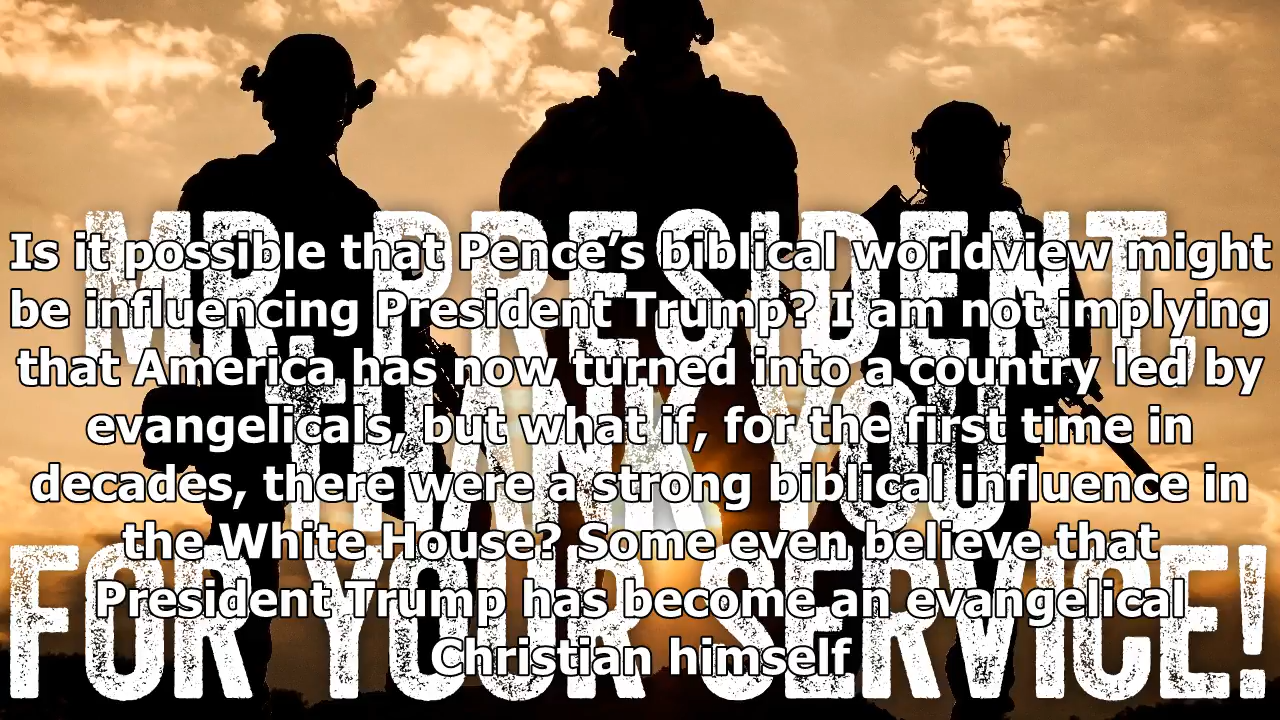 Is it possible that Pence’s biblical worldview might
be influencing President Trump? I am not implying
that America has now turned into a country led by
evangelicals, but what if, for the first time in
decades, there were a strong biblical influence in
the White House? Some even believe that
President Trump has become an evangelical
Christian himself
MR. PRESIDENT,
THANK YOU
FOR YOUR SERVICE!